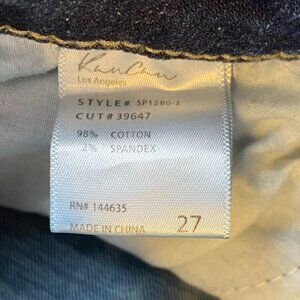 KanCan
Los Angeles
STYLE# SP1280-2
CUT#39647
98% COTTON
2% SPANDEX
RN# 144635
MADE IN CHINA 27